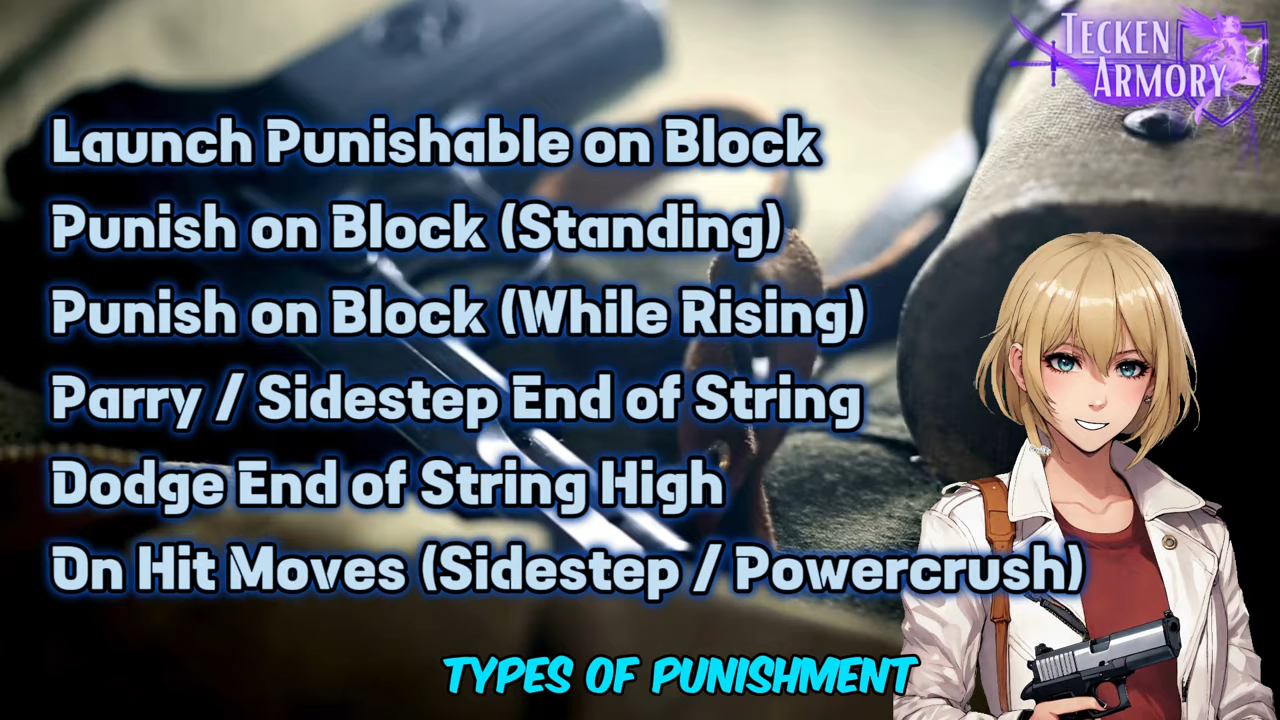 Tecken
Armory
Launch Punishable on Block
Punish on Block (Standing)
Punish on Block (While Rising)
Parry / Sidestep End of String
Dodge End of String High
On Hit Moves (Sidestep / Powercrush)
TYPES OF PUNISHMENT